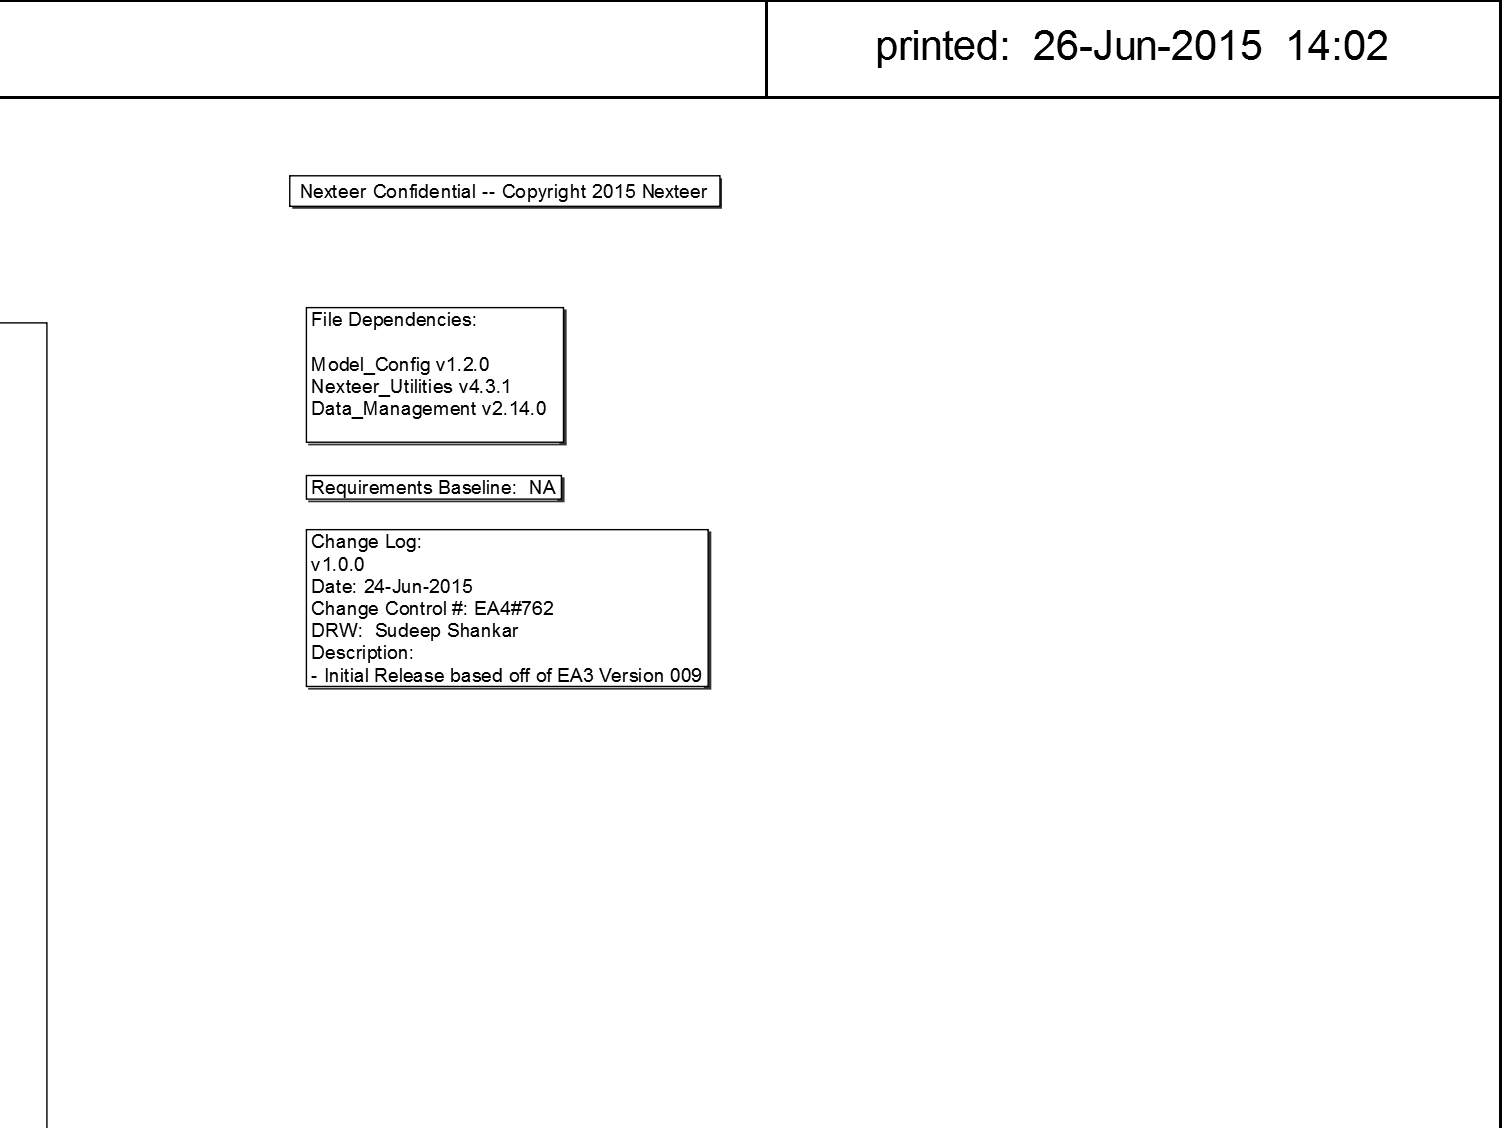 printed:  26-Jun-2015  14:02
Nexteer Confidential -- Copyright 2015 Nexteer
File Dependencies:
Model_Config v1.2.0
Nexteer_Utilities v4.3.1
Data_Management v2.14.0
Requirements Baseline:  NA
Change Log:
v1.0.0
Date: 24-Jun-2015
Change Control #: EA4#762
DRW:  Sudeep Shankar
Description:
- Initial Release based off of EA3 Version 009